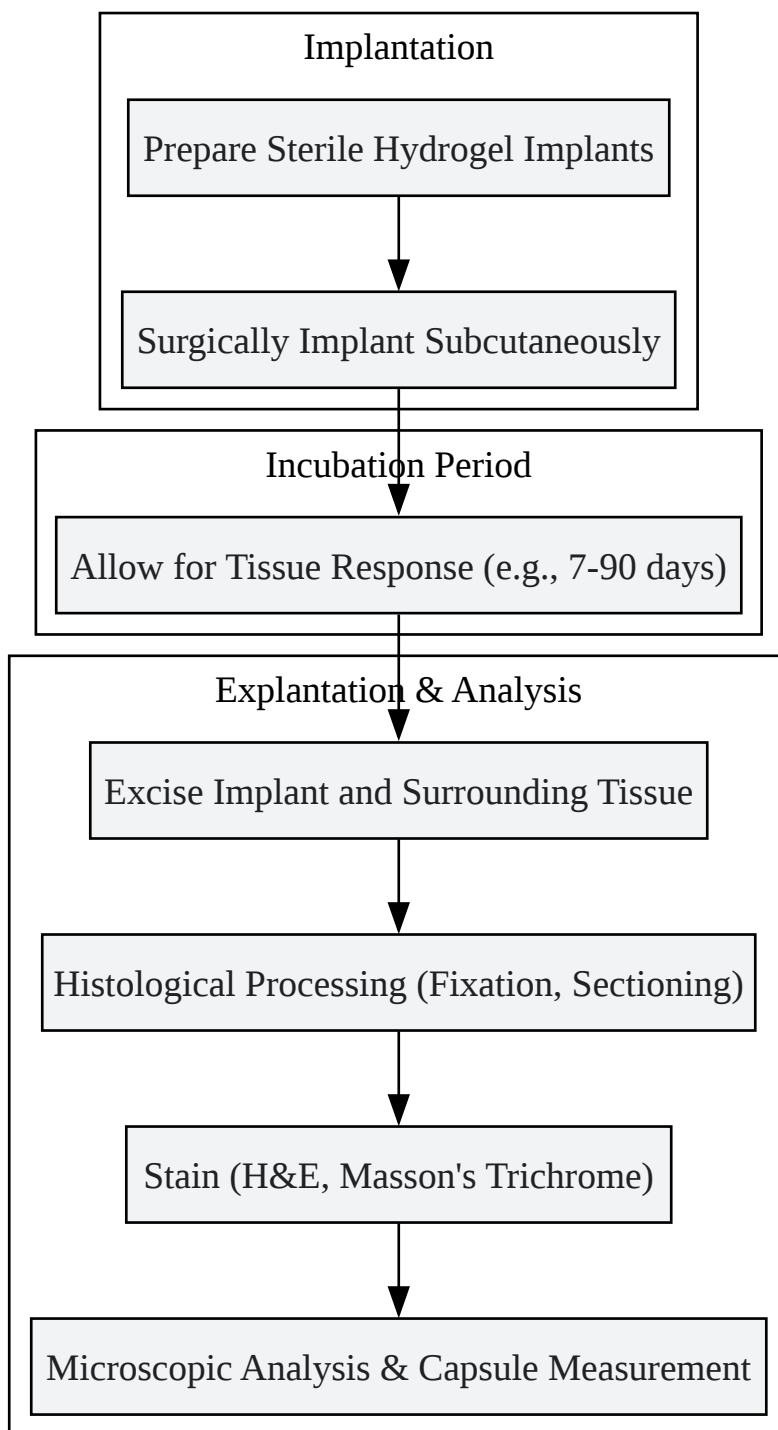 Implantation
Prepare Sterile Hydrogel Implants
Surgically Implant Subcutaneously
Incubation Period
Allow for Tissue Response (e.g., 7-90 days)
Explantation & Analysis
Excise Implant and Surrounding Tissue
Histological Processing (Fixation, Sectioning)
Stain (H&E, Masson's Trichrome)
Microscopic Analysis & Capsule Measurement